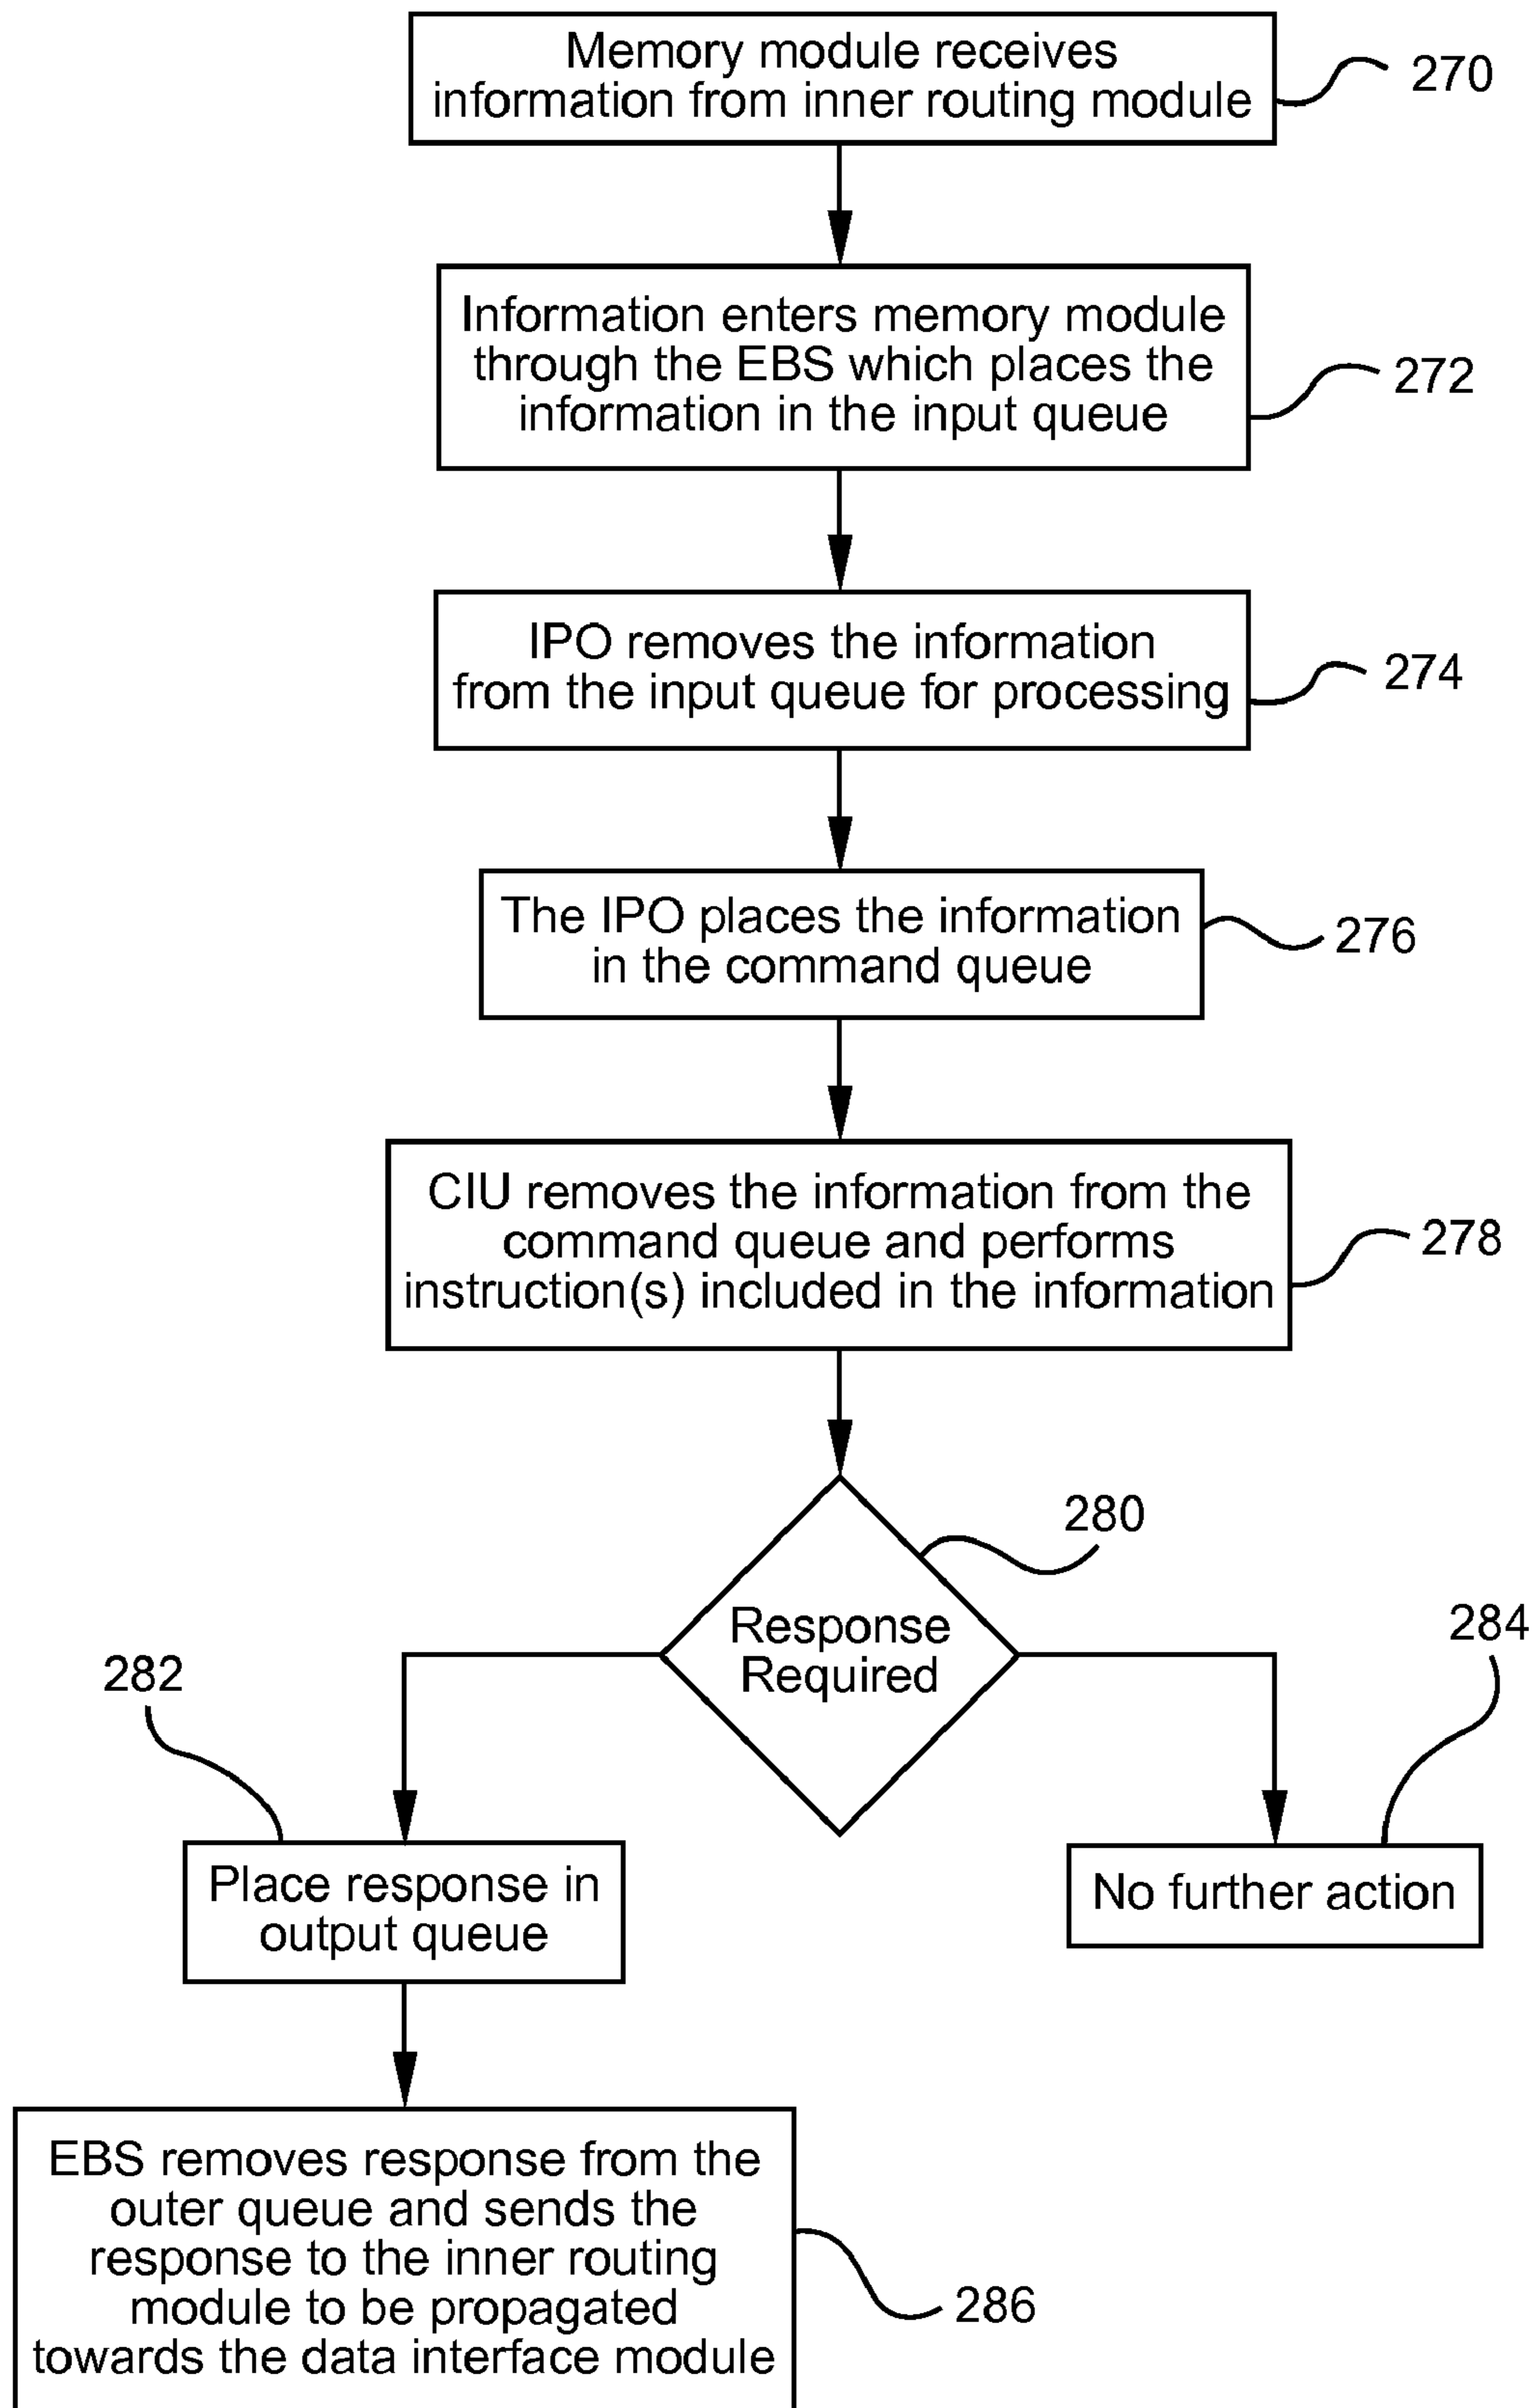 Memory module receives
information from inner routing module
270
Information enters memory module
through the EBS which places the
information in the input queue
272
IPO removes the information
from the input queue for processing
274
The IPO places the information
in the command queue
276
CIU removes the information from the
command queue and performs
instruction(s) included in the information
278
280
Response
Required
282
284
Place response in
output queue
No further action
EBS removes response from the
outer queue and sends the
response to the inner routing
module to be propagated
towards the data interface module
286